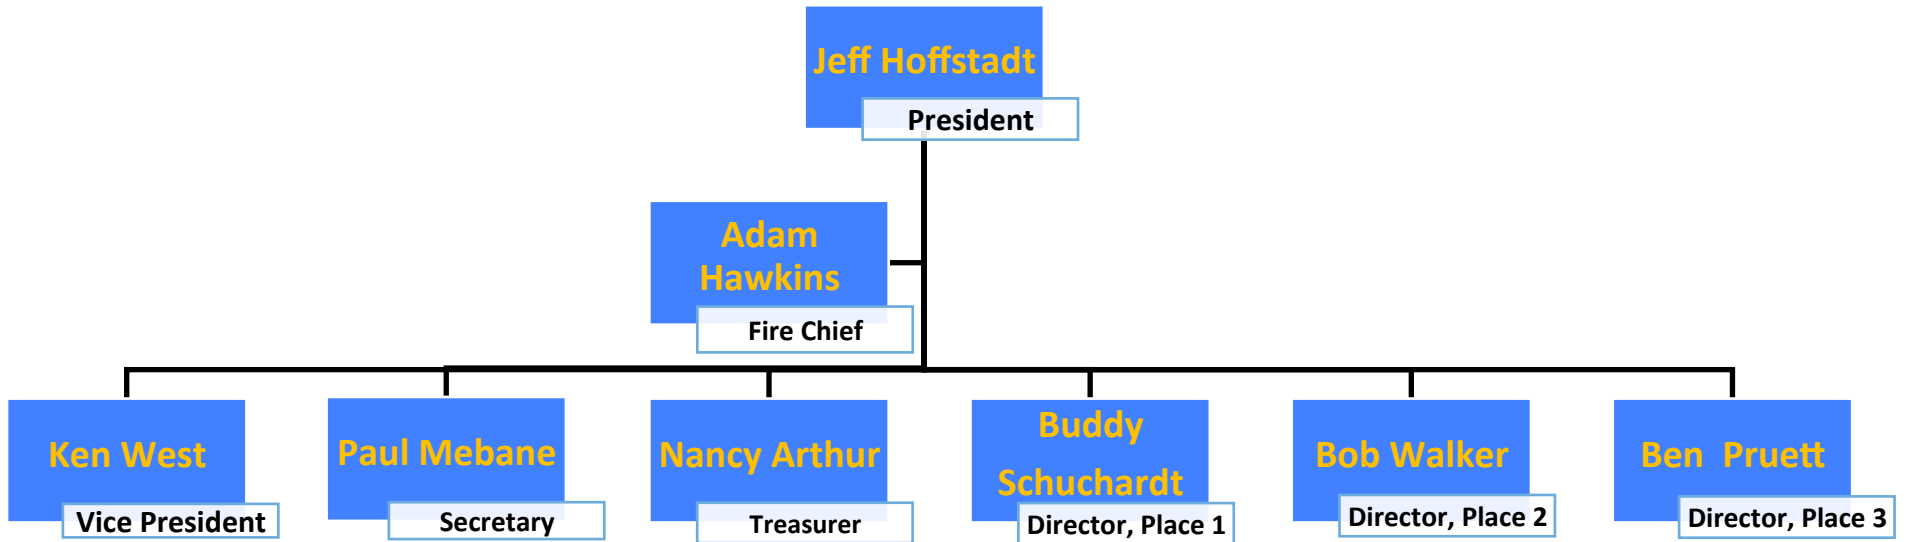 Jeff Hoffstadt
President
Adam
Hawkins
Fire Chief
Ken West
Vice President
Paul Mebane
Secretary
Nancy Arthur
Treasurer
Buddy
Schuchardt
Director, Place 1
Bob Walker
Director, Place 2
Ben  Pruett
Director, Place 3